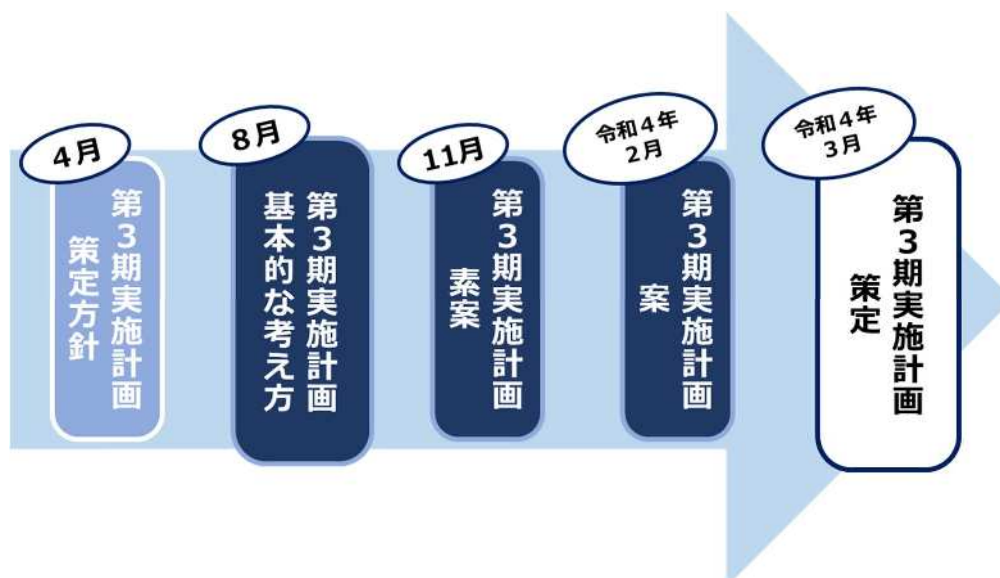 4月
第3期実施計画
策定方針
8月
第3期実施計画
基本的な考え方
11月
第3期実施計画
素案
令和4年
2月
第3期実施計画
案
令和4年
3月
第3期実施計画
策定